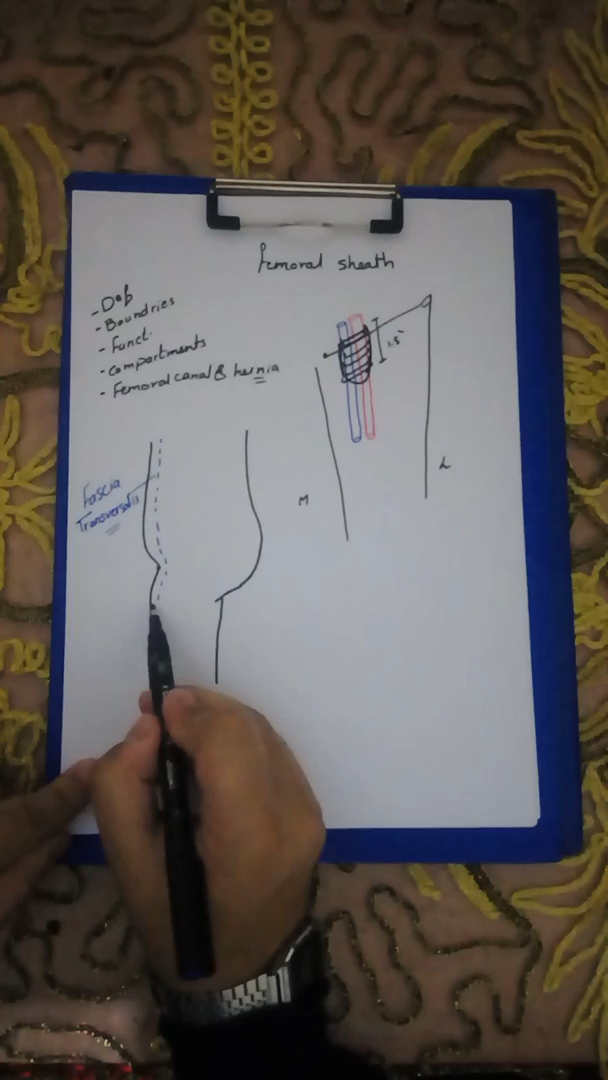 femoral sheath
- Def
- Boundries
- Funct.
- compartments
- Femoral canal & hernia
1.5"
Fascia
Transversalis
M
L